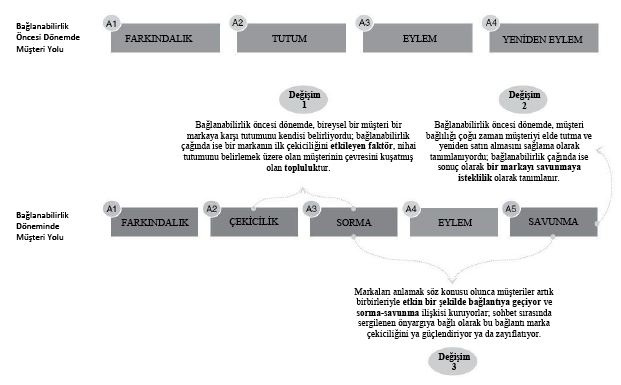 Bağlanabilirlik
Öncesi Dönemde
Müşteri Yolu
A1
FARKINDALIK
A2
TUTUM
A3
EYLEM
A4
YENİDEN EYLEM
Değişim
1
Bağlanabilirlik öncesi dönemde, bireysel bir müşteri bir
markaya karşı tutumunu kendisi belirliyordu; bağlanabilirlik
çağında ise bir markanın ilk çekiciliğini etkileyen faktör, nihai
tutumunu belirlemek üzere olan müşterinin çevresini kuşatmış
olan topluluktur.
Değişim
2
Bağlanabilirlik öncesi dönemde, müşteri
bağlılığı çoğu zaman müşteriyi elde tutma ve
yeniden satın almasını sağlama olarak
tanımlanıyordu; bağlanabilirlik çağında ise
sonuç olarak bir markayı savunmaya
isteklilik olarak tanımlanır.
Bağlanabilirlik
Döneminde
Müşteri Yolu
A1
FARKINDALIK
A2
ÇEKİCİLİK
A3
SORMA
A4
EYLEM
A5
SAVUNMA
Markaları anlamak söz konusu olunca müşteriler artık
birbirleriyle etkin bir şekilde bağlantıya geçiyor ve
sorma-savunma ilişkisi kuruyorlar; sohbet sırasında
sergilenen önyargıya bağlı olarak bu bağlantı marka
çekiciliğini ya güçlendiriyor ya da zayıflatıyor.
Değişim
3